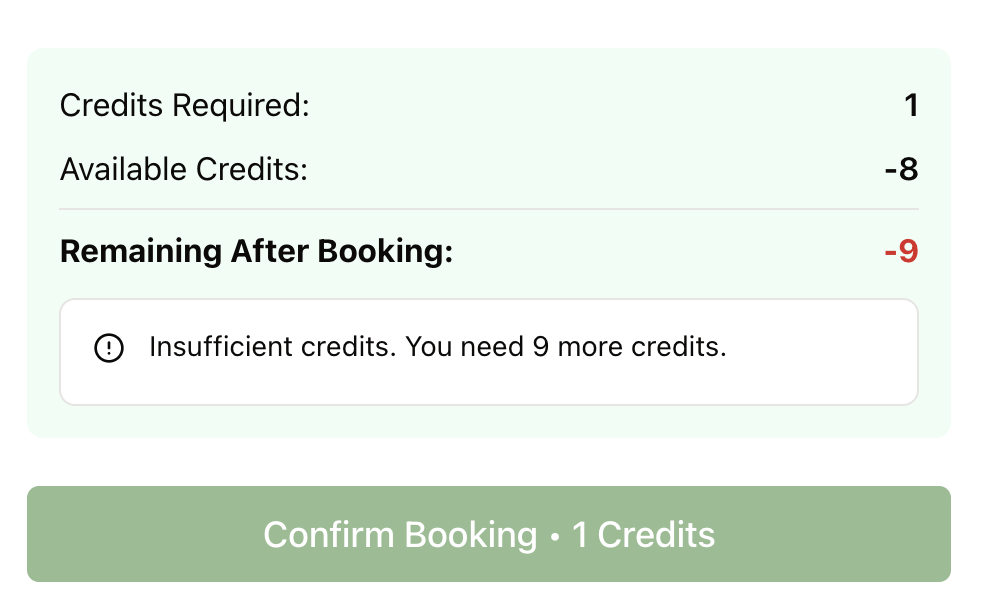 Credits Required: 1
Available Credits: -8
Remaining After Booking: -9
Insufficient credits. You need 9 more credits.
Confirm Booking • 1 Credits